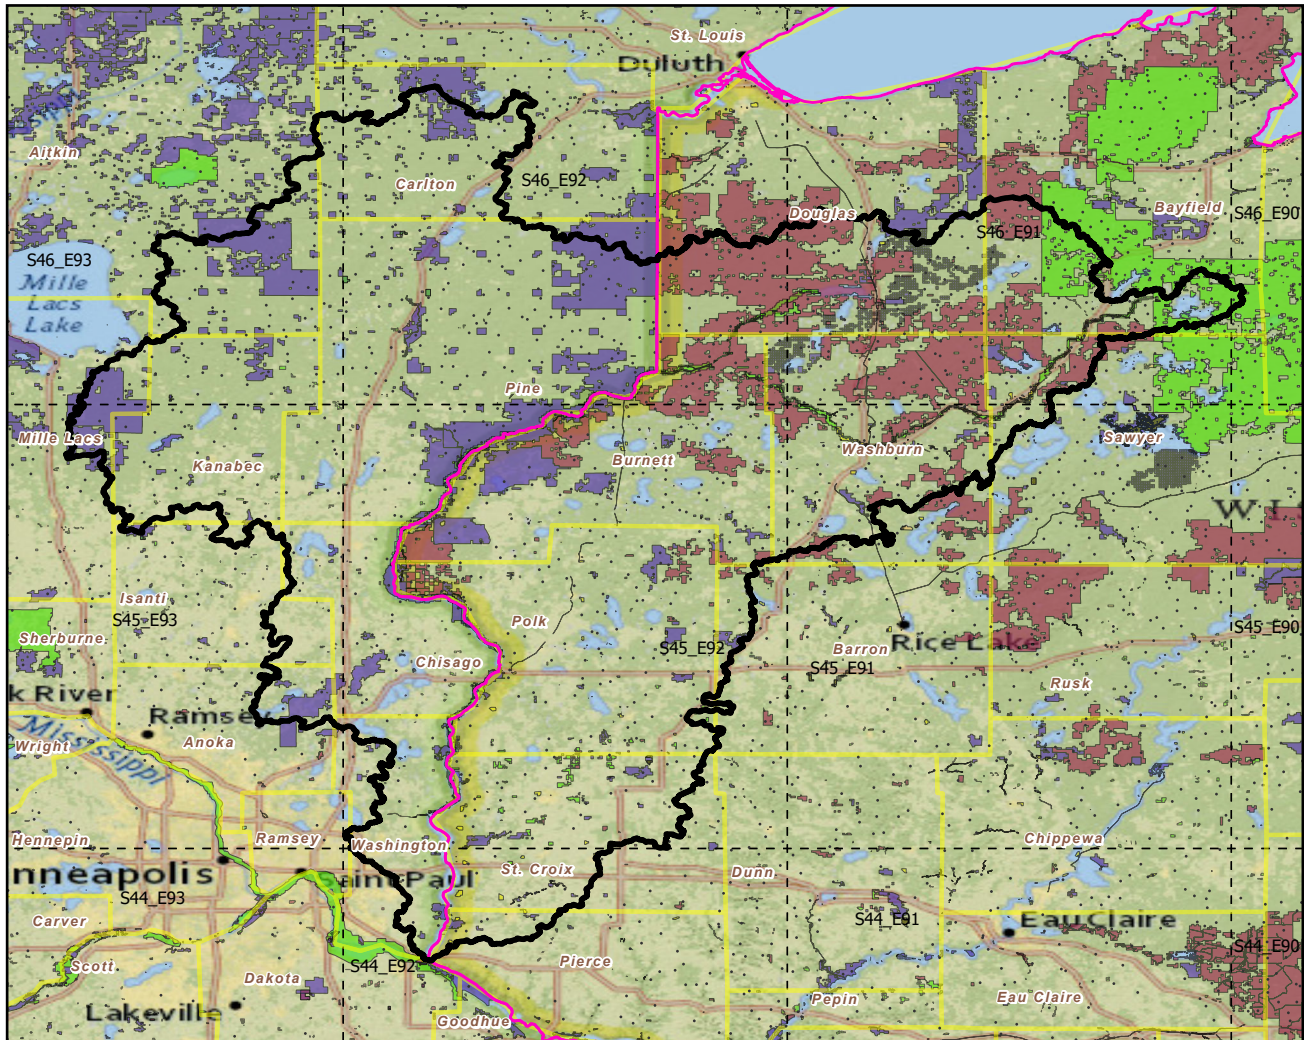 St. Louis
Duluth
Aitkin
Carlton
S46_E92
Douglas
Bayfield
S46_E90
S46_E91
S46_E93
Mille
Lacs
Lake
Pine
Mille Lacs
Kanabec
Burnett
Washburn
Sawyer
W I
Isanti
S45_E93
Sherburne
Polk
S45_E92
Chisago
Barron
S45_E91
Rice Lake
S45_E90
Rusk
k River
Ramsey
Anoka
Wright
Mississippi
Hennepin
Ramsey
Washington
Chippewa
nneapolis
Saint Paul
St. Croix
Dunn
S44_E93
Carver
S44_E91
Eau Claire
Scott
Dakota
S44_E92
Pierce
S44_E90
Lakeville
Goodhue
Pepin
Eau Claire